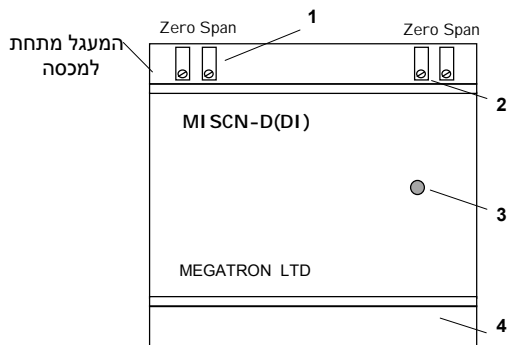 Zero Span
1
Zero Span
המעגל מתחת
למכסה
2
MISCN-D(DI)
3
MEGATRON LTD
4